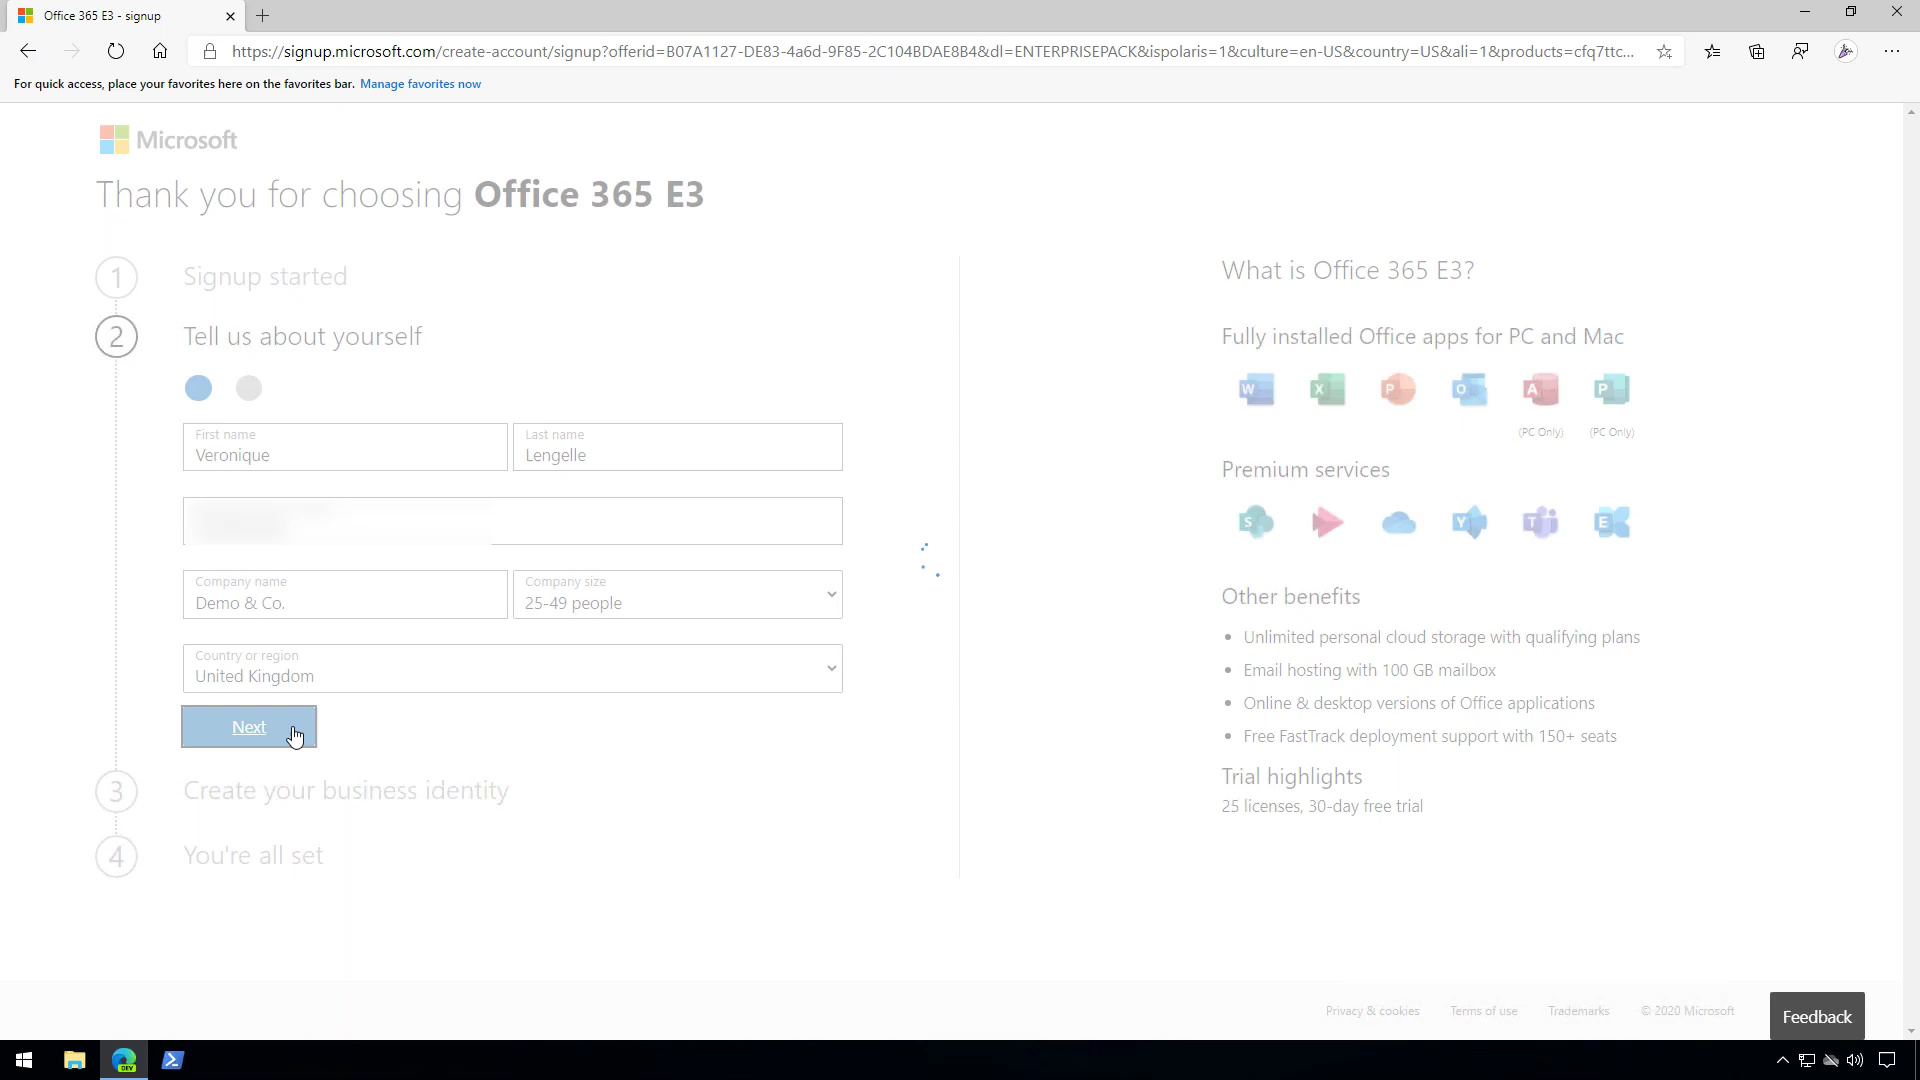 Office 365 E3 - signup
https://signup.microsoft.com/create-account/signup?offerid=B07A1127-DE83-4a6d-9F85-2C104BDAE8B4&dl=ENTERPRISEPACK&ispolaris=1&culture=en-US&country=US&ali=1&products=cfq7ttc...
For quick access, place your favorites here on the favorites bar. Manage favorites now
Microsoft
Thank you for choosing Office 365 E3
1 Signup started
2 Tell us about yourself
First name
Veronique
Last name
Lengelle
Company name
Demo & Co.
Company size
25-49 people
Country or region
United Kingdom
Next
3 Create your business identity
4 You're all set
What is Office 365 E3?
Fully installed Office apps for PC and Mac
W X P O A P
(PC Only) (PC Only)
Premium services
S Y T E
Other benefits
• Unlimited personal cloud storage with qualifying plans
• Email hosting with 100 GB mailbox
• Online & desktop versions of Office applications
• Free FastTrack deployment support with 150+ seats
Trial highlights
25 licenses, 30-day free trial
Privacy & cookies Terms of use Trademarks © 2020 Microsoft
Feedback
DEV